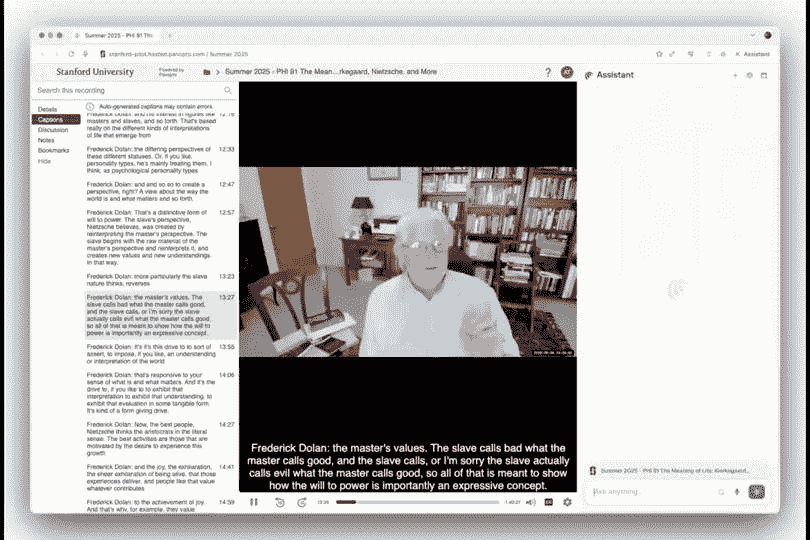 Summer 2025 - PHI 91 The
stanford-pilot.hosted.panopto.com / Summer 2025
Assistant
Stanford University
Powered by
Panopto
Summer 2025 - PHI 91 The Mean...rkegaard, Nietzsche, and More
?
AT
Assistant
Search this recording
Auto-generated captions may contain errors.
Details
Captions
Discussion
Notes
Bookmarks
Hide
Frederick Dolan: and his interest in figures like
masters and slaves, and so forth. That's based
really on the different kinds of interpretations
of life that emerge from
12:33
Frederick Dolan: the differing perspectives of
these different statuses. Or, if you like,
personality types, he's mainly treating them, I
think, as psychological personality types
12:47
Frederick Dolan: and and so so to create a
perspective, right? A view about the way the
world is and what matters and so forth.
12:57
Frederick Dolan: That's a distinctive form of
will to power. The slave's perspective,
Nietzsche believes, was created by
reinterpreting the master's perspective. The
slave begins with the raw material of the
master's perspective and reinterprets it, and
creates new values and new understandings.
In that way.
13:23
Frederick Dolan: more particularly the slave
nature thinks, reverses
13:27
Frederick Dolan: the master's values. The
slave calls bad what the master calls good,
and the slave calls, or I'm sorry the slave
actually calls evil what the master calls good,
so all of that is meant to show how the will to
power is importantly an expressive concept.
13:55
Frederick Dolan: it's it's this drive to to sort of
assert, to impose, if you like, an understanding
or interpretation of the world
14:06
Frederick Dolan: that's responsive to your
sense of what is and what matters. And it's the
drive to, if you like to to exhibit that
interpretation to exhibit that understanding, to
exhibit that evaluation in some tangible form.
It's kind of a form giving drive.
14:27
Frederick Dolan: Now, the best people,
Nietzsche thinks the aristocrats in the literal
sense. The best activities are those that are
motivated by the desire to experience this
growth
14:41
Frederick Dolan: and the joy, the exhilaration,
the sheer exhilaration of being alive, that those
experiences deliver, and people like that value
whatever contributes
14:59
Frederick Dolan: to the achievement of joy.
And that's why, for example, they value
Frederick Dolan: the master's values. The slave calls bad what the
master calls good, and the slave calls, or I'm sorry the slave actually
calls evil what the master calls good, so all of that is meant to show
how the will to power is importantly an expressive concept.
Summer 2025 - PHI 91 The Meaning of Life: Kierkegaard...
Ask anything...